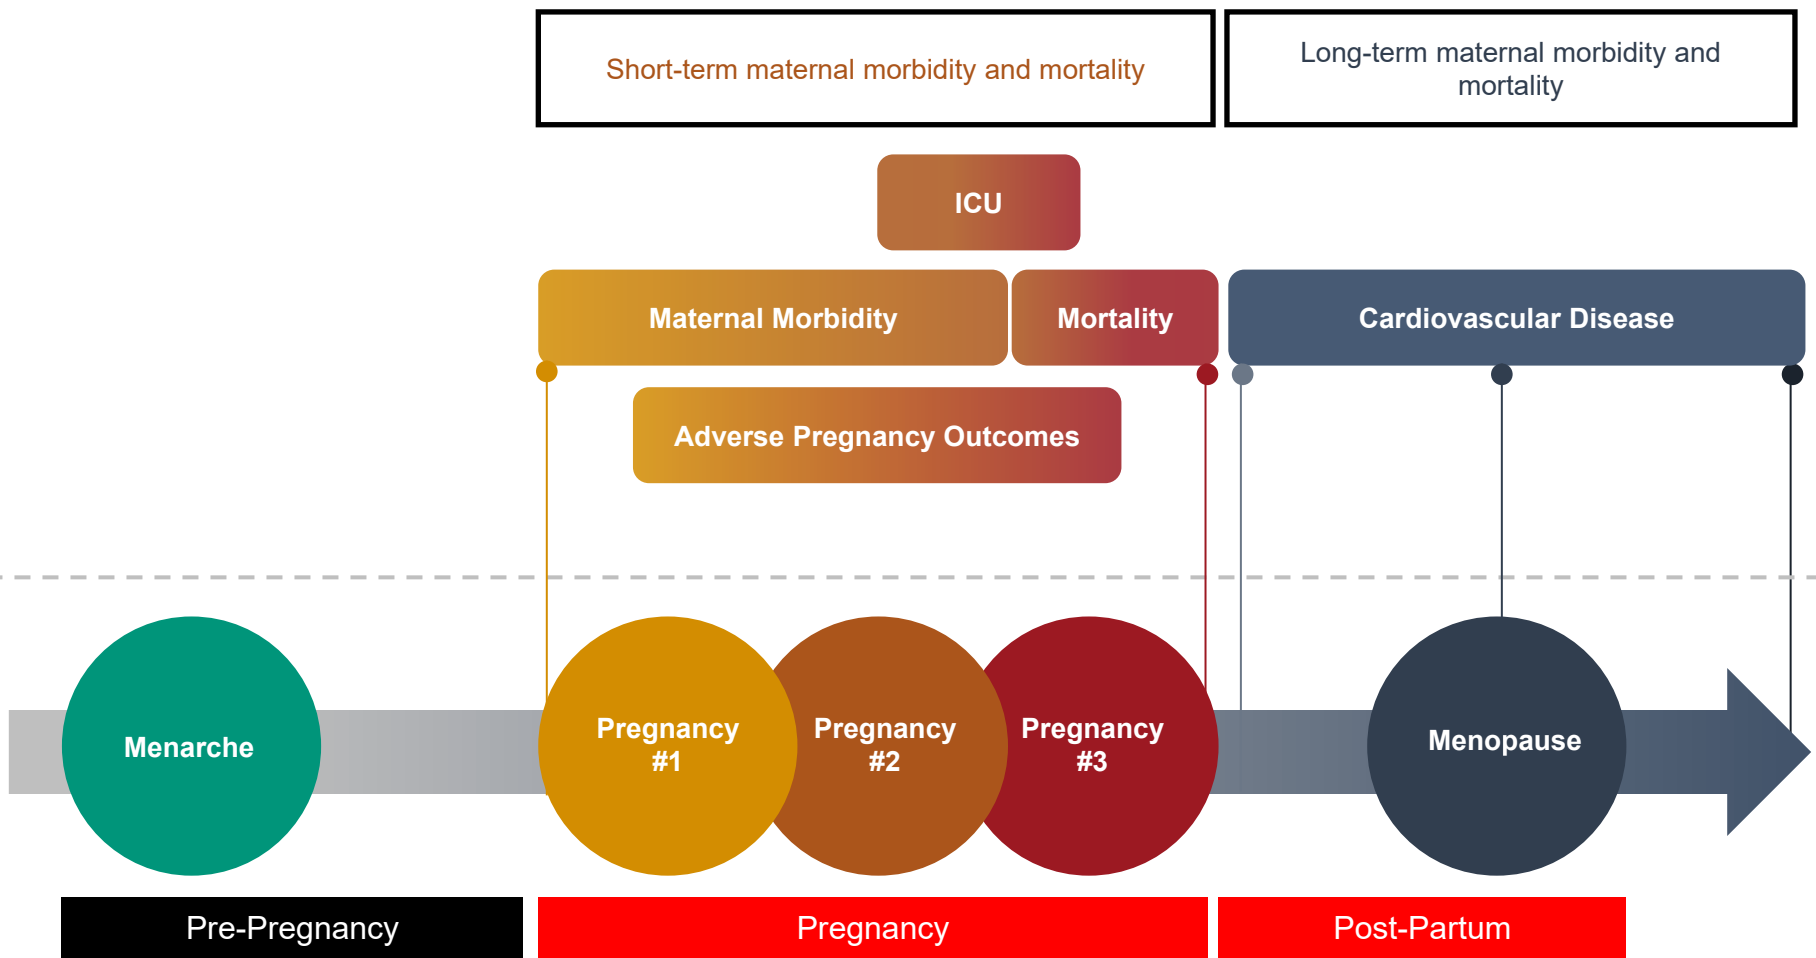 Short-term maternal morbidity and mortality
Long-term maternal morbidity and
mortality
ICU
Maternal Morbidity
Mortality
Cardiovascular Disease
Adverse Pregnancy Outcomes
Menarche
Pregnancy
#1
Pregnancy
#2
Pregnancy
#3
Menopause
Pre-Pregnancy
Pregnancy
Post-Partum